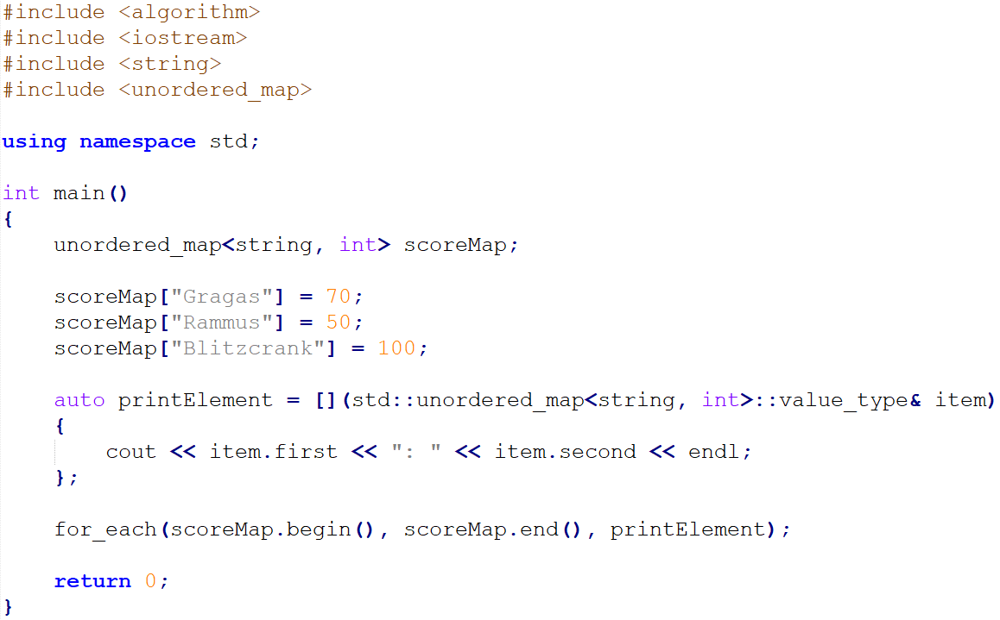 #include <algorithm>
#include <iostream>
#include <string>
#include <unordered_map>

using namespace std;

int main()
{
    unordered_map<string, int> scoreMap;

    scoreMap["Gragas"] = 70;
    scoreMap["Rammus"] = 50;
    scoreMap["Blitzcrank"] = 100;

    auto printElement = [](std::unordered_map<string, int>::value_type& item)
    {
        cout << item.first << ": " << item.second << endl;
    };

    for_each(scoreMap.begin(), scoreMap.end(), printElement);

    return 0;
}